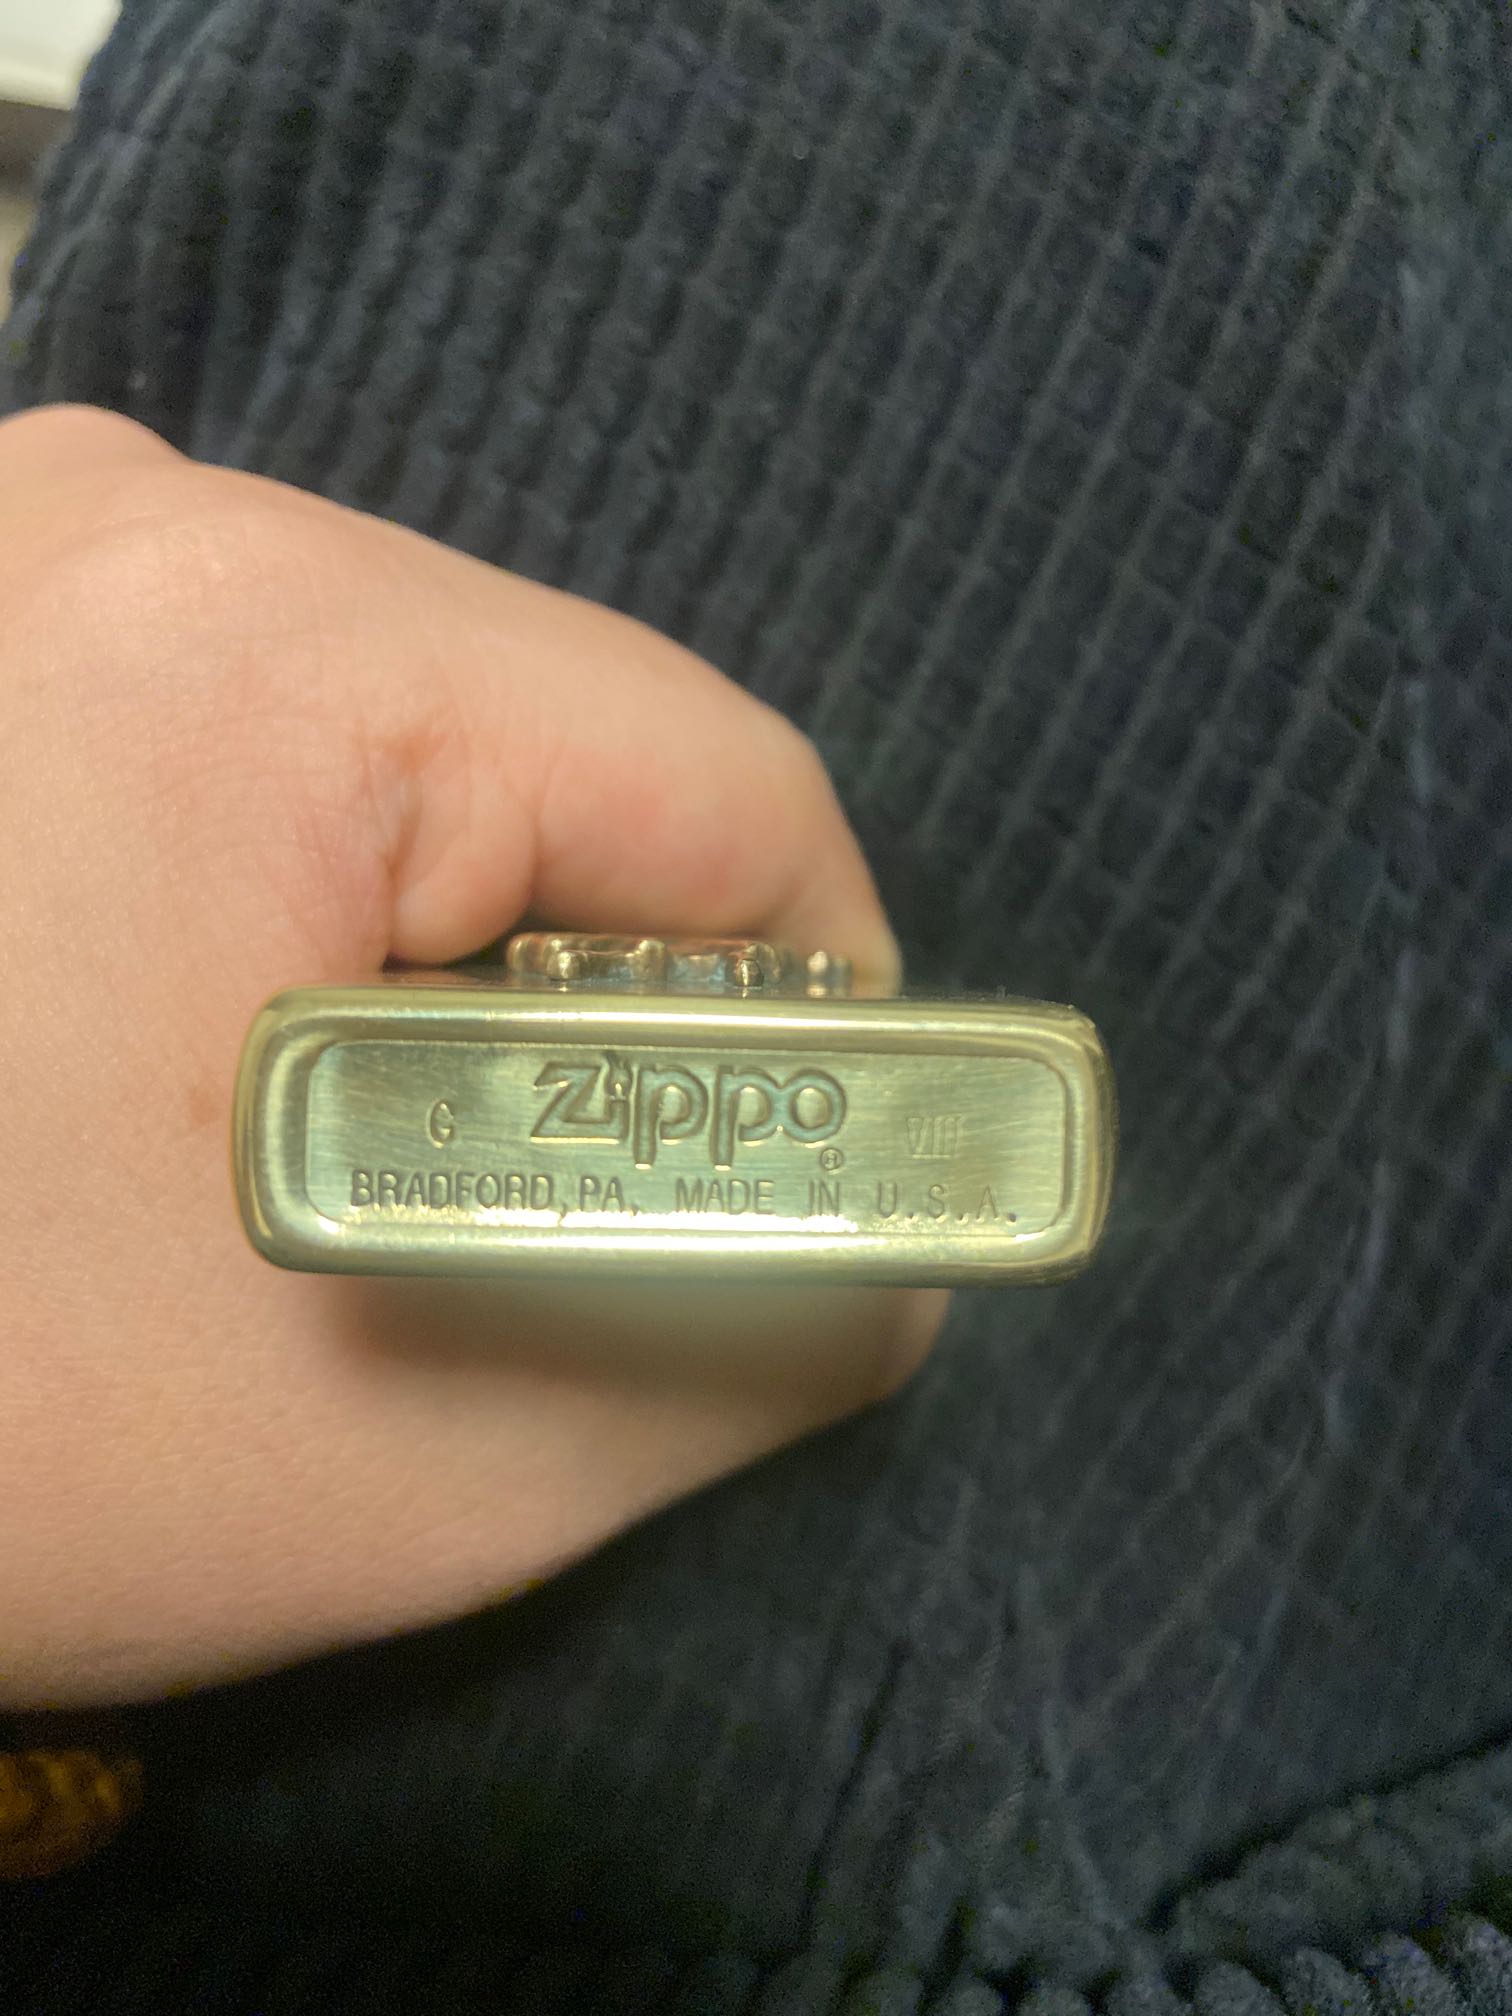 G Zippo ® VIII
BRADFORD, PA. MADE IN U.S.A.